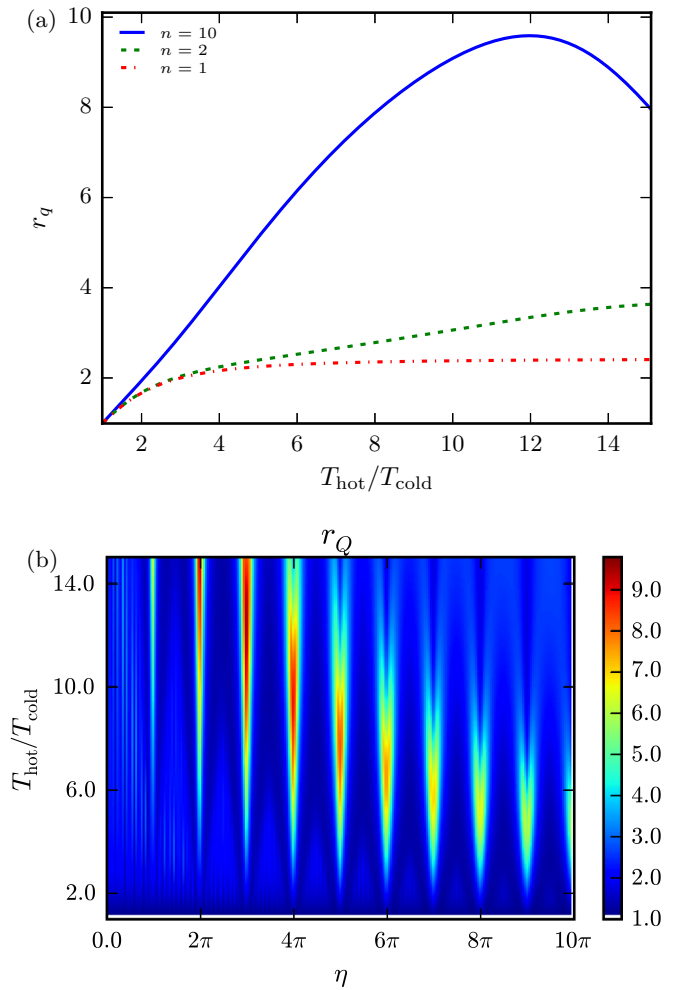 (a)
10
8
6
4
2
r_q
n = 10
n = 2
n = 1
2 4 6 8 10 12 14
T_hot/T_cold
(b)
r_Q
14.0
10.0
6.0
2.0
T_hot/T_cold
0.0 2π 4π 6π 8π 10π
η
9.0
8.0
7.0
6.0
5.0
4.0
3.0
2.0
1.0